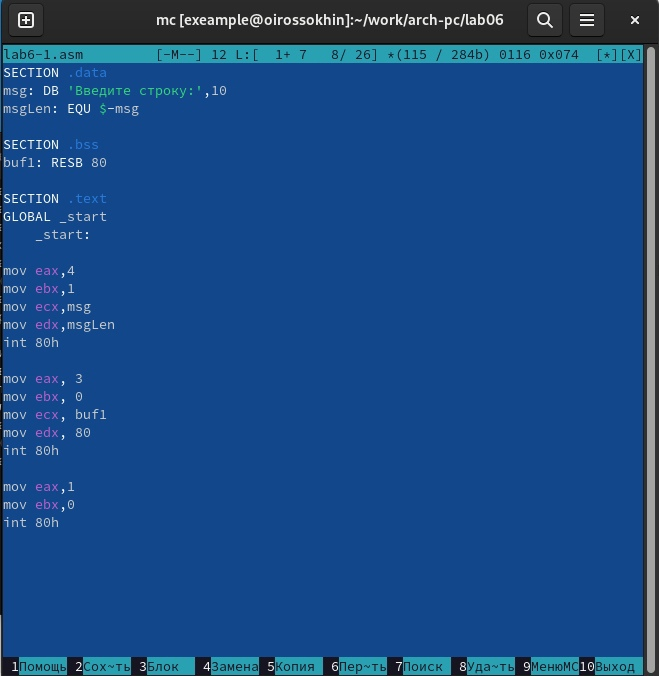 mc [exeample@oirossokhin]:~/work/arch-pc/lab06
lab6-1.asm [-M--] 12 L:[ 1+ 7 8/ 26] *(115 / 284b) 0116 0x074 [*][X]
SECTION .data
msg: DB 'Введите строку:',10
msgLen: EQU $-msg
SECTION .bss
buf1: RESB 80
SECTION .text
GLOBAL _start
_start:
mov eax,4
mov ebx,1
mov ecx,msg
mov edx,msgLen
int 80h
mov eax, 3
mov ebx, 0
mov ecx, buf1
mov edx, 80
int 80h
mov eax,1
mov ebx,0
int 80h
1Помощь 2Сох~ть 3Блок 4Замена 5Копия 6Пер~ть 7Поиск 8Уда~ть 9МенюMC 10Выход